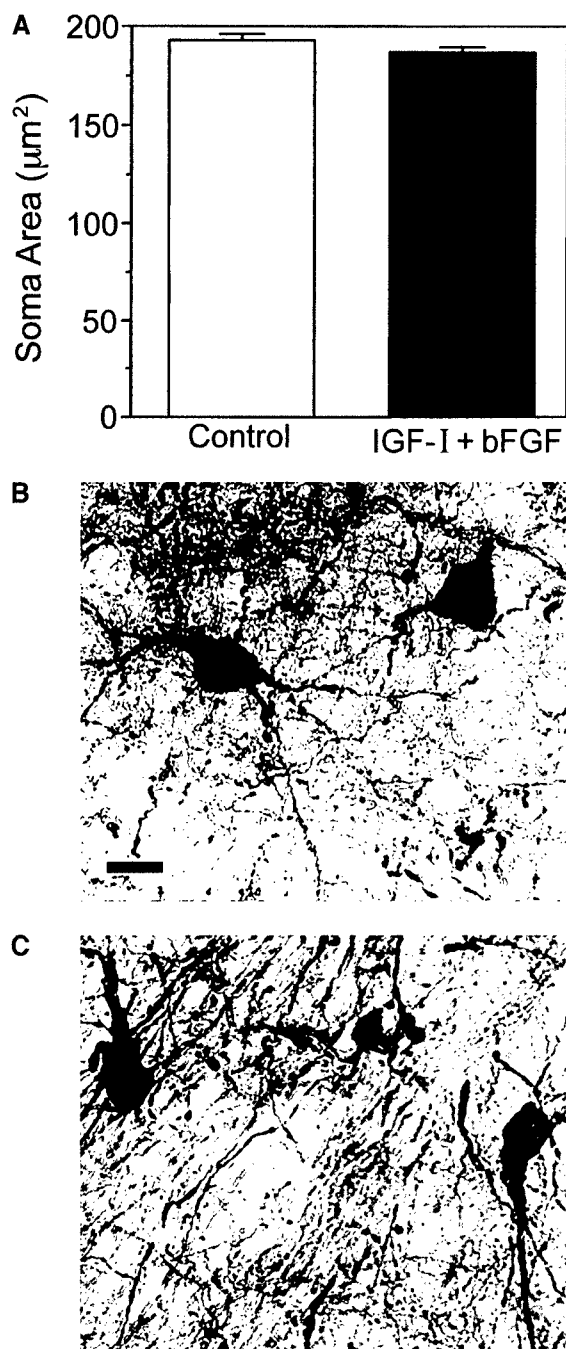 A
200
150
100
50
0
Soma Area (µm²)
Control
IGF-I + bFGF
B
C